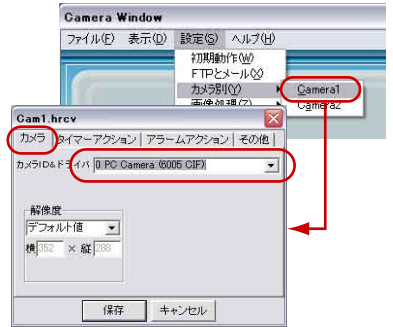 Camera Window
ファイル(F) 表示(D) 設定(S) ヘルプ(H)
初期動作(W)
FTPとメール(X)
カメラ別(Y)
Camera1
画像処理(Z)
Camera2
Cam1.hrcv
カメラ タイマーアクション アラームアクション その他
カメラID&ドライバ 0 PC Camera (6005 CIF)
解像度
デフォルト値
横 352 × 縦 288
保存 キャンセル